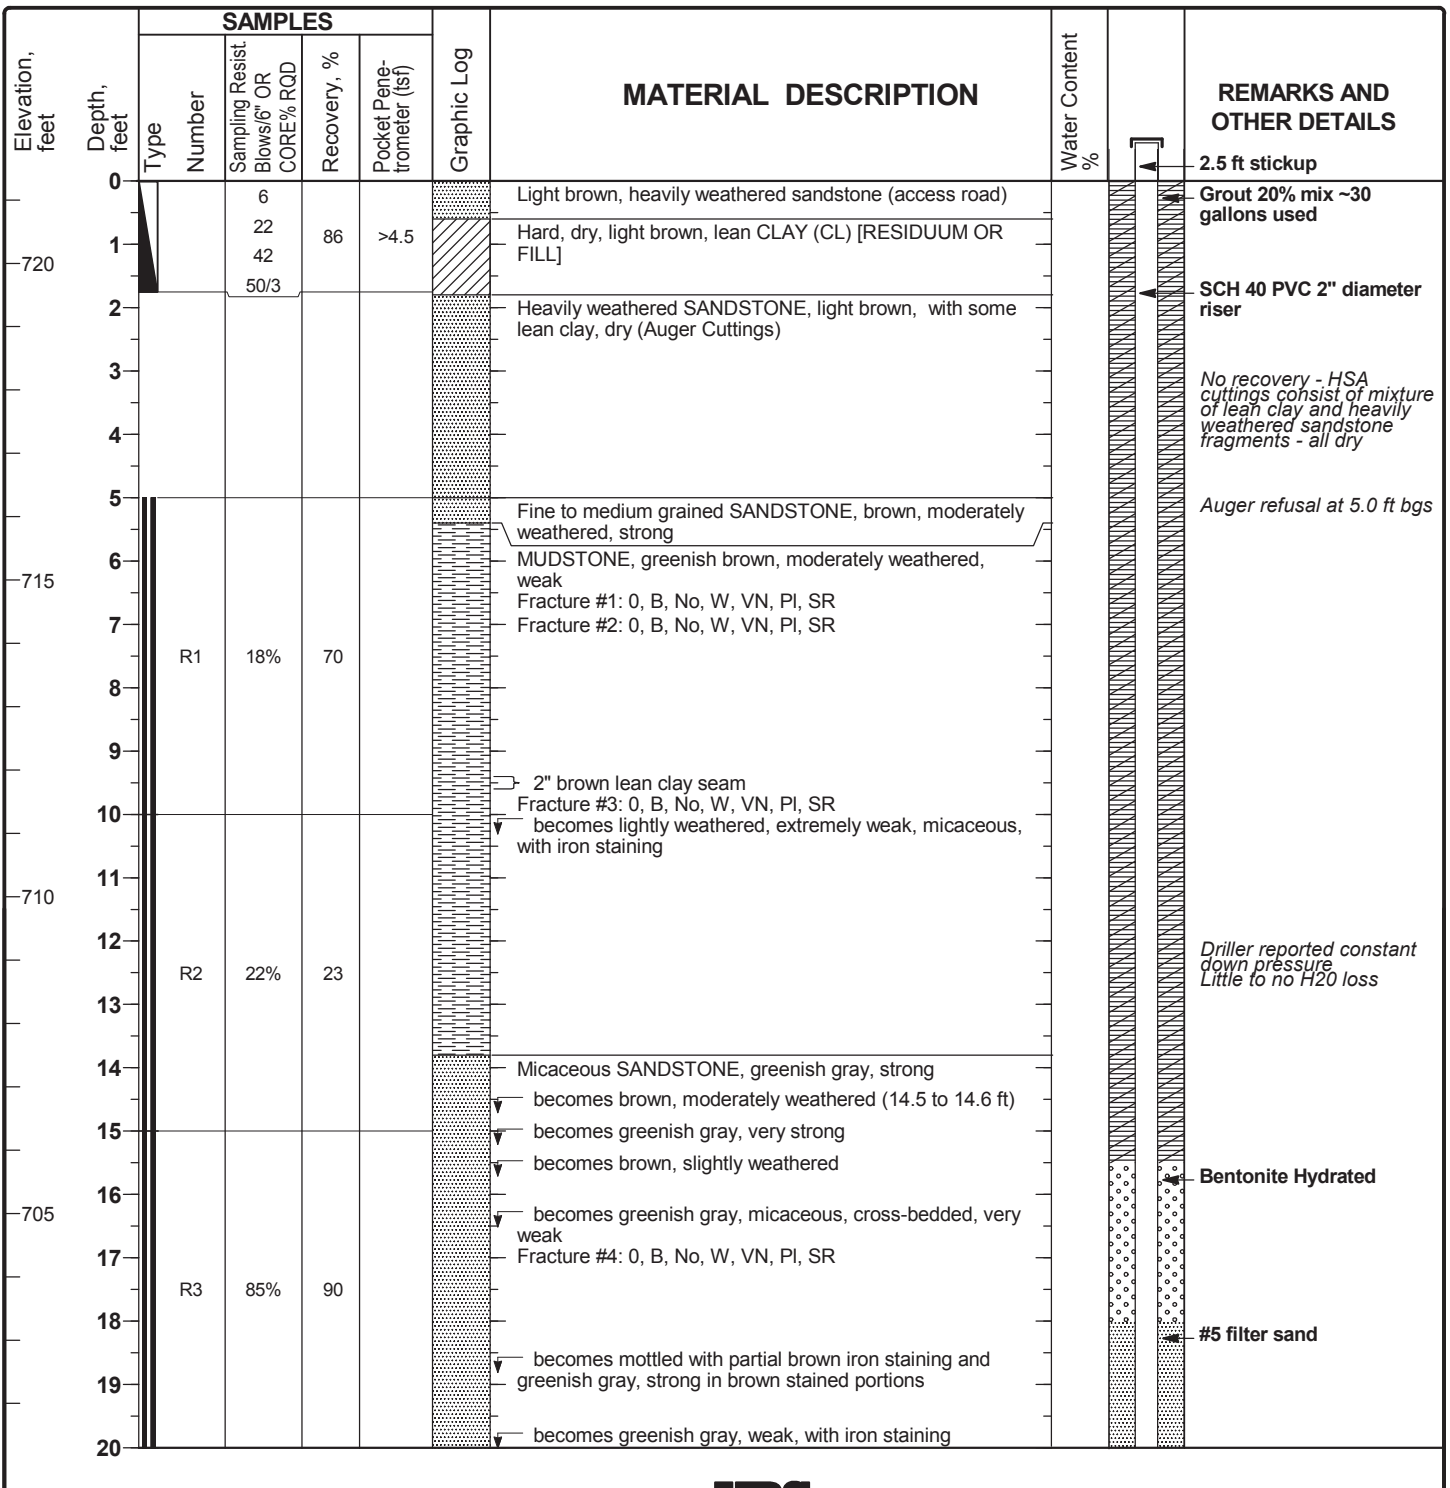 SAMPLES
Elevation,
feet
Depth,
feet
Type
Number
Sampling Resist.
Blows/6" OR
CORE% RQD
Recovery, %
Pocket Pene-
trometer (tsf)
Graphic Log
MATERIAL DESCRIPTION
Water Content
%
REMARKS AND
OTHER DETAILS
2.5 ft stickup
0
6
Light brown, heavily weathered sandstone (access road)
Grout 20% mix ~30
gallons used
22
86
>4.5
Hard, dry, light brown, lean CLAY (CL) [RESIDUUM OR
FILL]
1
42
720
50/3
SCH 40 PVC 2" diameter
riser
2
Heavily weathered SANDSTONE, light brown, with some
lean clay, dry (Auger Cuttings)
3
No recovery - HSA
cuttings consist of mixture
of lean clay and heavily
weathered sandstone
fragments - all dry
4
5
Auger refusal at 5.0 ft bgs
Fine to medium grained SANDSTONE, brown, moderately
weathered, strong
6
MUDSTONE, greenish brown, moderately weathered,
weak
715
Fracture #1: 0, B, No, W, VN, Pl, SR
7
Fracture #2: 0, B, No, W, VN, Pl, SR
R1
18%
70
8
9
2" brown lean clay seam
Fracture #3: 0, B, No, W, VN, Pl, SR
10
becomes lightly weathered, extremely weak, micaceous,
with iron staining
11
710
12
Driller reported constant
down pressure
Little to no H20 loss
R2
22%
23
13
14
Micaceous SANDSTONE, greenish gray, strong
becomes brown, moderately weathered (14.5 to 14.6 ft)
15
becomes greenish gray, very strong
becomes brown, slightly weathered
Bentonite Hydrated
16
705
becomes greenish gray, micaceous, cross-bedded, very
weak
17
Fracture #4: 0, B, No, W, VN, Pl, SR
R3
85%
90
18
#5 filter sand
becomes mottled with partial brown iron staining and
greenish gray, strong in brown stained portions
19
becomes greenish gray, weak, with iron staining
20